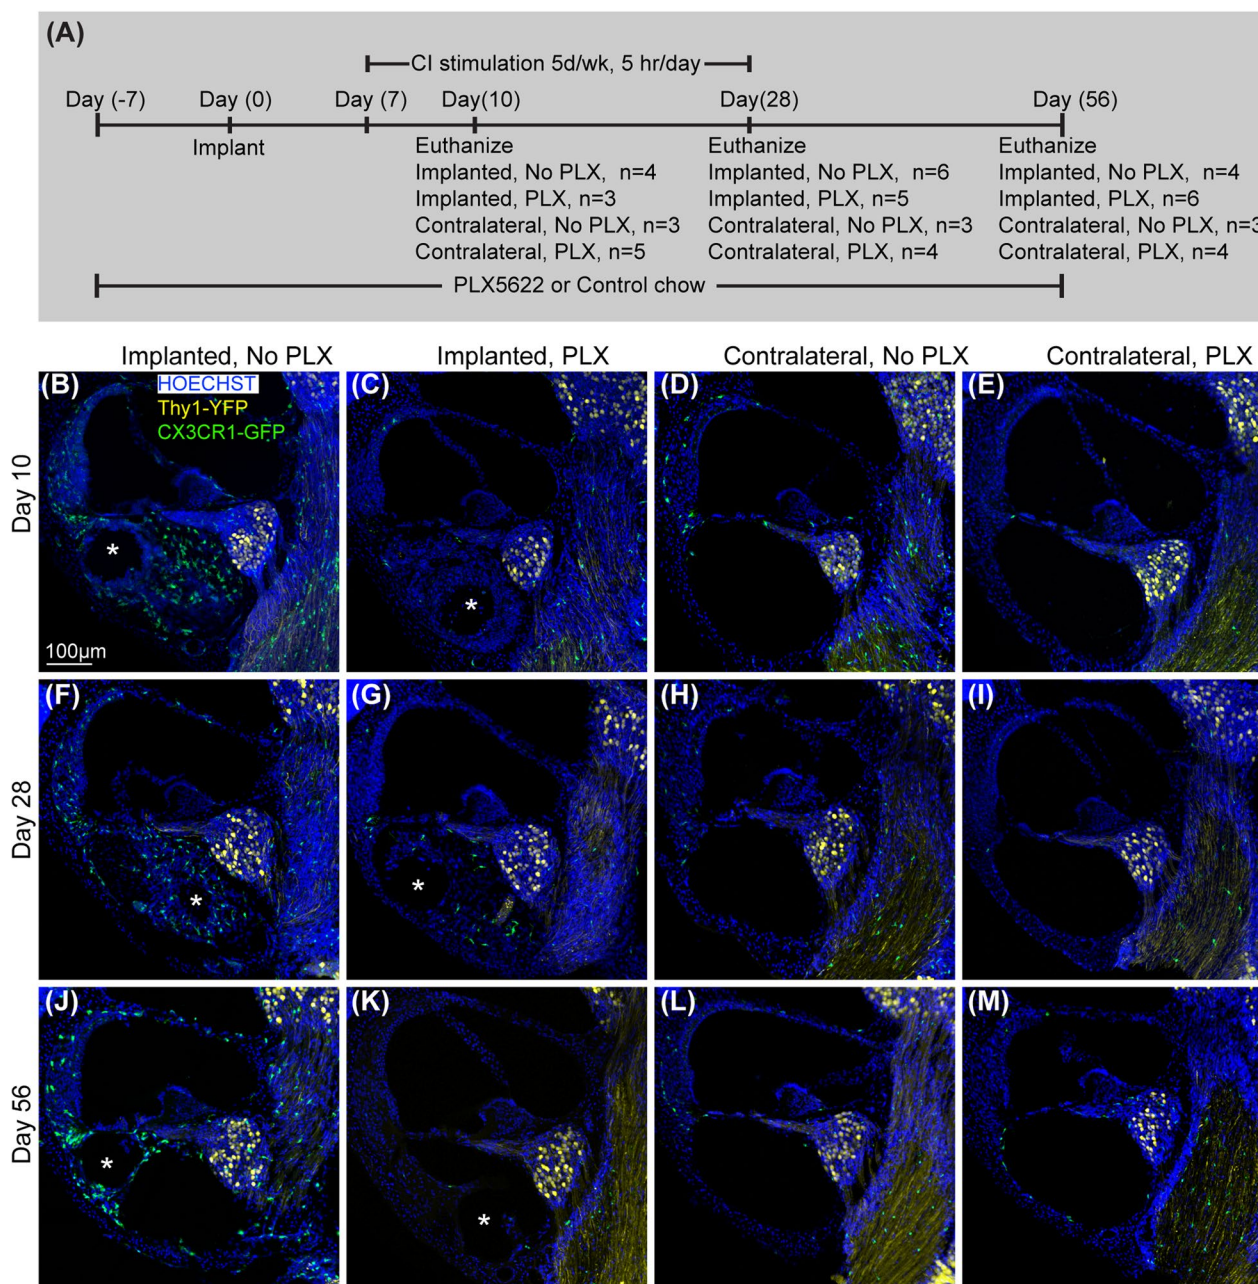 (A)
CI stimulation 5d/wk, 5 hr/day
Day (-7) Day (0) Day (7) Day(10) Day(28) Day (56)
Implant Euthanize Euthanize Euthanize
Implanted, No PLX, n=4 Implanted, No PLX, n=6 Implanted, No PLX, n=4
Implanted, PLX, n=3 Implanted, PLX, n=5 Implanted, PLX, n=6
Contralateral, No PLX, n=3 Contralateral, No PLX, n=3 Contralateral, No PLX, n=3
Contralateral, PLX, n=5 Contralateral, PLX, n=4 Contralateral, PLX, n=4
PLX5622 or Control chow
Implanted, No PLX Implanted, PLX Contralateral, No PLX Contralateral, PLX
(B) (C) (D) (E)
HOECHST
Thy1-YFP
CX3CR1-GFP
Day 10
* *
100µm
(F) (G) (H) (I)
Day 28
* *
(J) (K) (L) (M)
Day 56
* *